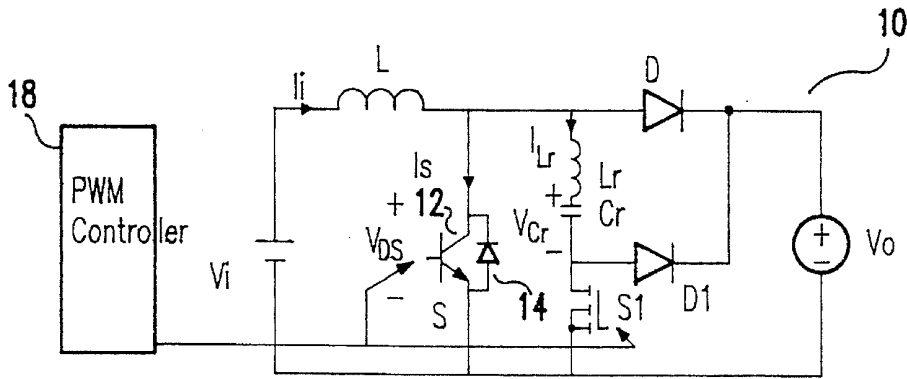 10
18
Ii
L
D
PWM
Controller
Is
ILr
Lr
Cr
+ 12
+
VDS
VCr
Vi
-
-
14
S
S1
D1
+
-
Vo